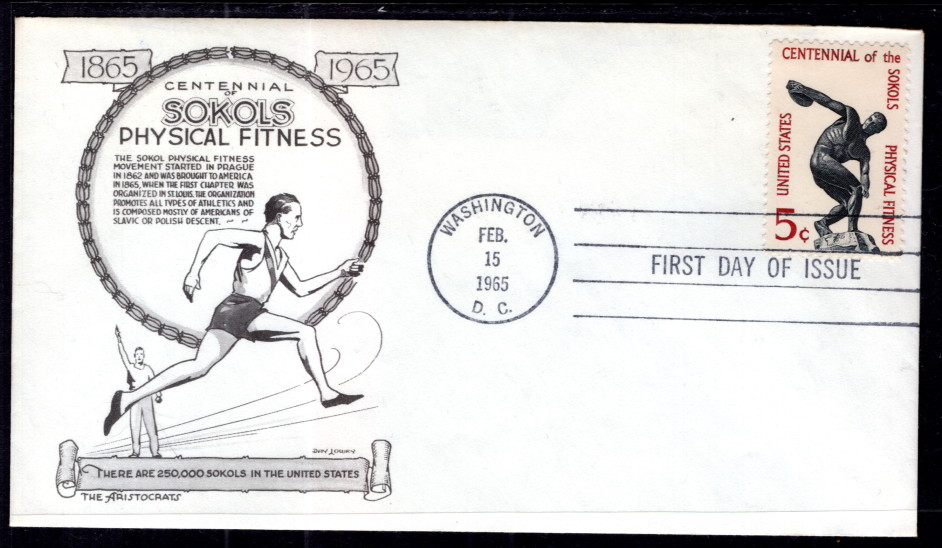 1865
1965
CENTENNIAL
OF
SOKOLS
PHYSICAL FITNESS
THE SOKOL PHYSICAL FITNESS
MOVEMENT STARTED IN PRAGUE
IN 1862 AND WAS BROUGHT TO AMERICA
IN 1865, WHEN THE FIRST CHAPTER WAS
ORGANIZED IN ST. LOUIS. THE ORGANIZATION
PROMOTES ALL TYPES OF ATHLETICS AND
IS COMPOSED MOSTLY OF AMERICANS OF
SLAVIC OR POLISH DESCENT.
DON LOWRY
THERE ARE 250,000 SOKOLS IN THE UNITED STATES
THE ARISTOCRATS
WASHINGTON
FEB.
15
1965
D. C.
CENTENNIAL of the
SOKOLS PHYSICAL FITNESS
UNITED STATES
5¢
FIRST DAY OF ISSUE